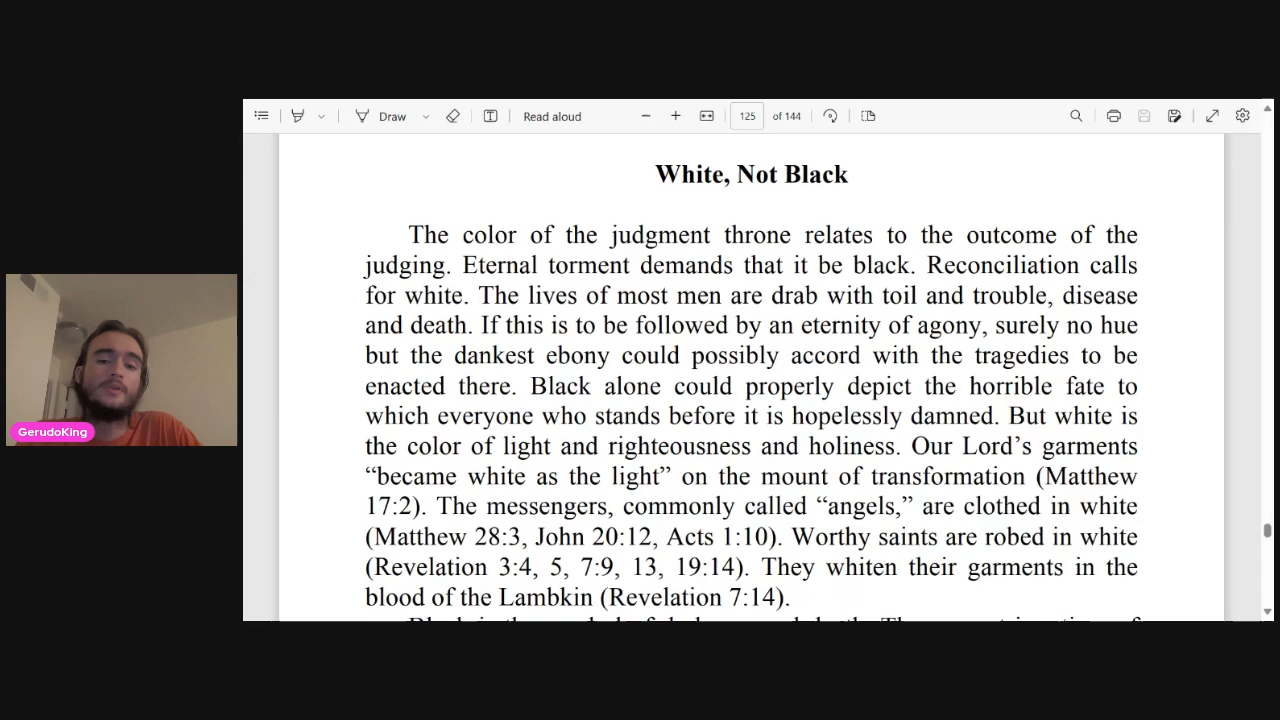 Draw
Read aloud
125
of 144
White, Not Black
The color of the judgment throne relates to the outcome of the
judging. Eternal torment demands that it be black. Reconciliation calls
for white. The lives of most men are drab with toil and trouble, disease
and death. If this is to be followed by an eternity of agony, surely no hue
but the dankest ebony could possibly accord with the tragedies to be
enacted there. Black alone could properly depict the horrible fate to
which everyone who stands before it is hopelessly damned. But white is
the color of light and righteousness and holiness. Our Lord’s garments
“became white as the light” on the mount of transformation (Matthew
17:2). The messengers, commonly called “angels,” are clothed in white
(Matthew 28:3, John 20:12, Acts 1:10). Worthy saints are robed in white
(Revelation 3:4, 5, 7:9, 13, 19:14). They whiten their garments in the
blood of the Lambkin (Revelation 7:14).
GerudoKing